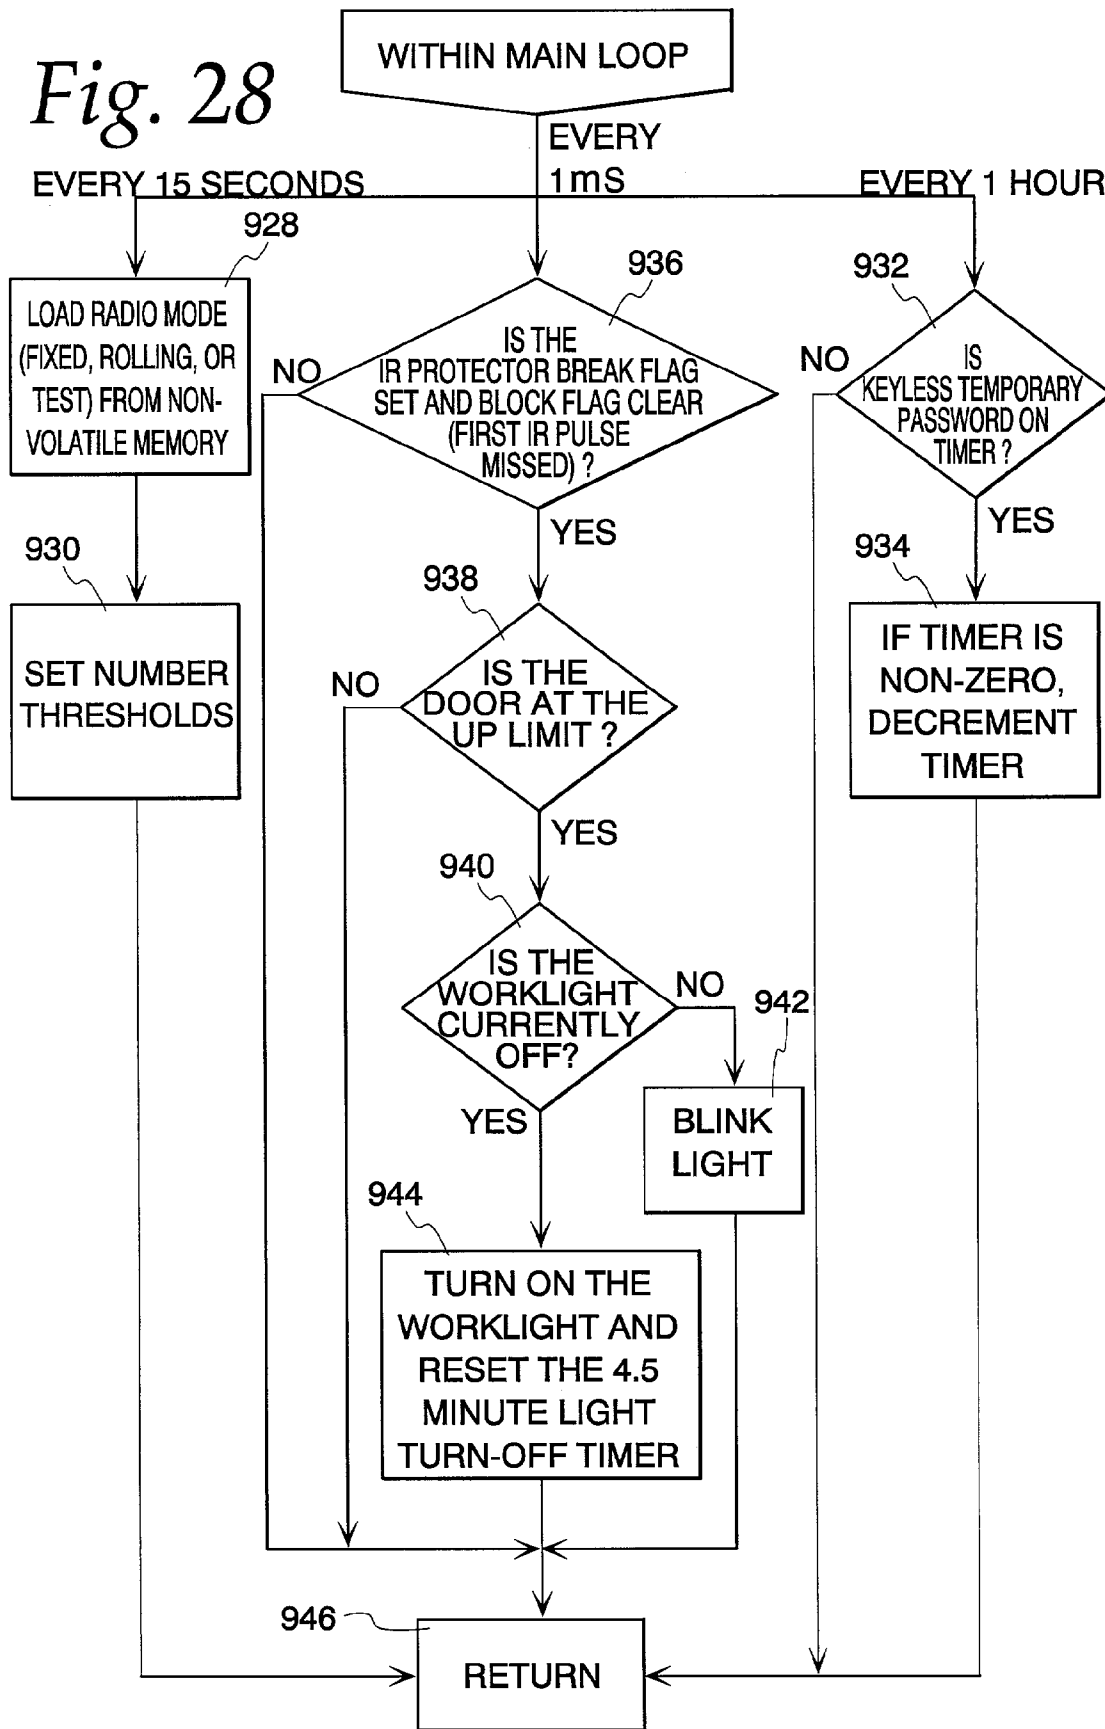 Fig. 28
WITHIN MAIN LOOP
EVERY
1mS
EVERY 15 SECONDS
EVERY 1 HOUR
928
LOAD RADIO MODE
(FIXED, ROLLING, OR
TEST) FROM NON-
VOLATILE MEMORY
936
IS THE
IR PROTECTOR BREAK FLAG
SET AND BLOCK FLAG CLEAR
(FIRST IR PULSE
MISSED) ?
NO
YES
932
IS
KEYLESS TEMPORARY
PASSWORD ON
TIMER ?
NO
YES
930
SET NUMBER
THRESHOLDS
938
IS THE
DOOR AT THE
UP LIMIT ?
NO
YES
934
IF TIMER IS
NON-ZERO,
DECREMENT
TIMER
940
IS THE
WORKLIGHT
CURRENTLY
OFF?
NO
YES
942
BLINK
LIGHT
944
TURN ON THE
WORKLIGHT AND
RESET THE 4.5
MINUTE LIGHT
TURN-OFF TIMER
946
RETURN